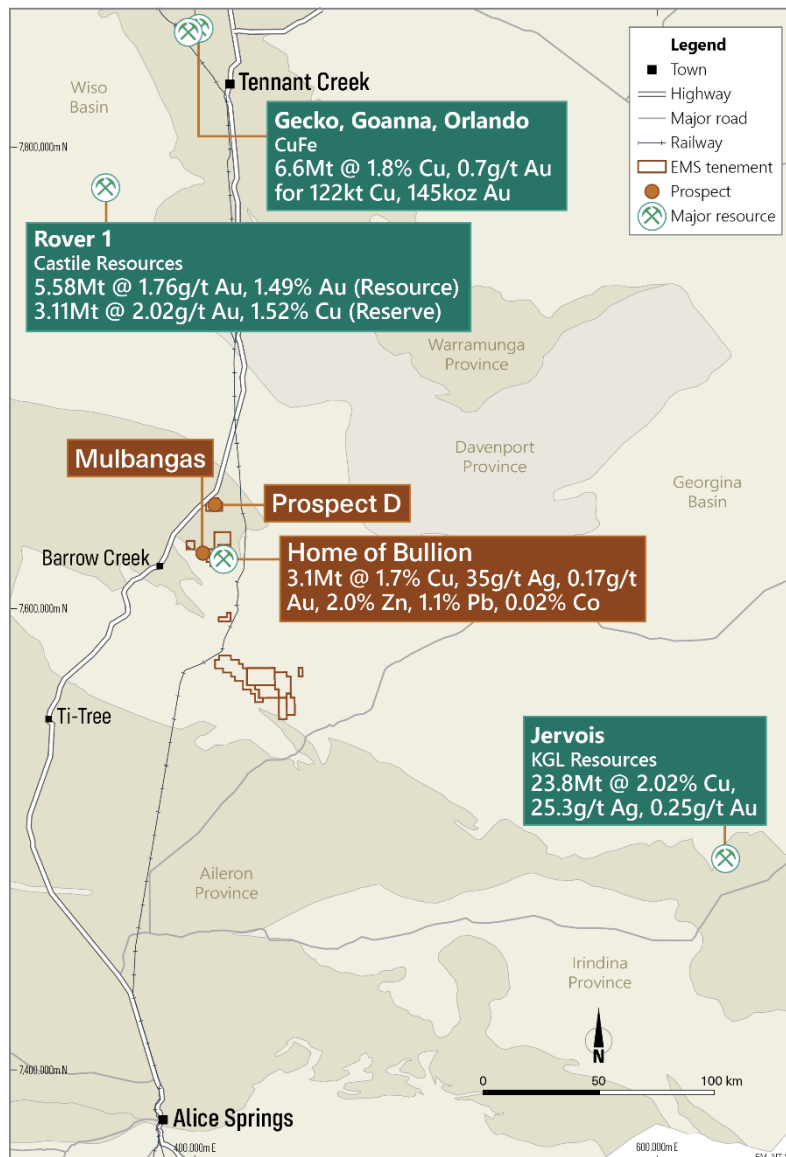 Legend
Town
Highway
Major road
Railway
EMS tenement
Prospect
Major resource
Wiso
Basin
Tennant Creek
Gecko, Goanna, Orlando
CuFe
6.6Mt @ 1.8% Cu, 0.7g/t Au
for 122kt Cu, 145koz Au
7,800,000m N
Rover 1
Castile Resources
5.58Mt @ 1.76g/t Au, 1.49% Au (Resource)
3.11Mt @ 2.02g/t Au, 1.52% Cu (Reserve)
Warramunga
Province
Davenport
Province
Georgina
Basin
Mulbangas
Prospect D
Barrow Creek
Home of Bullion
3.1Mt @ 1.7% Cu, 35g/t Ag, 0.17g/t
Au, 2.0% Zn, 1.1% Pb, 0.02% Co
7,600,000m N
Ti-Tree
Jervois
KGL Resources
23.8Mt @ 2.02% Cu,
25.3g/t Ag, 0.25g/t Au
Aileron
Province
Irindina
Province
N
0 50 100 km
7,400,000m N
Alice Springs
400,000m E
600,000m E